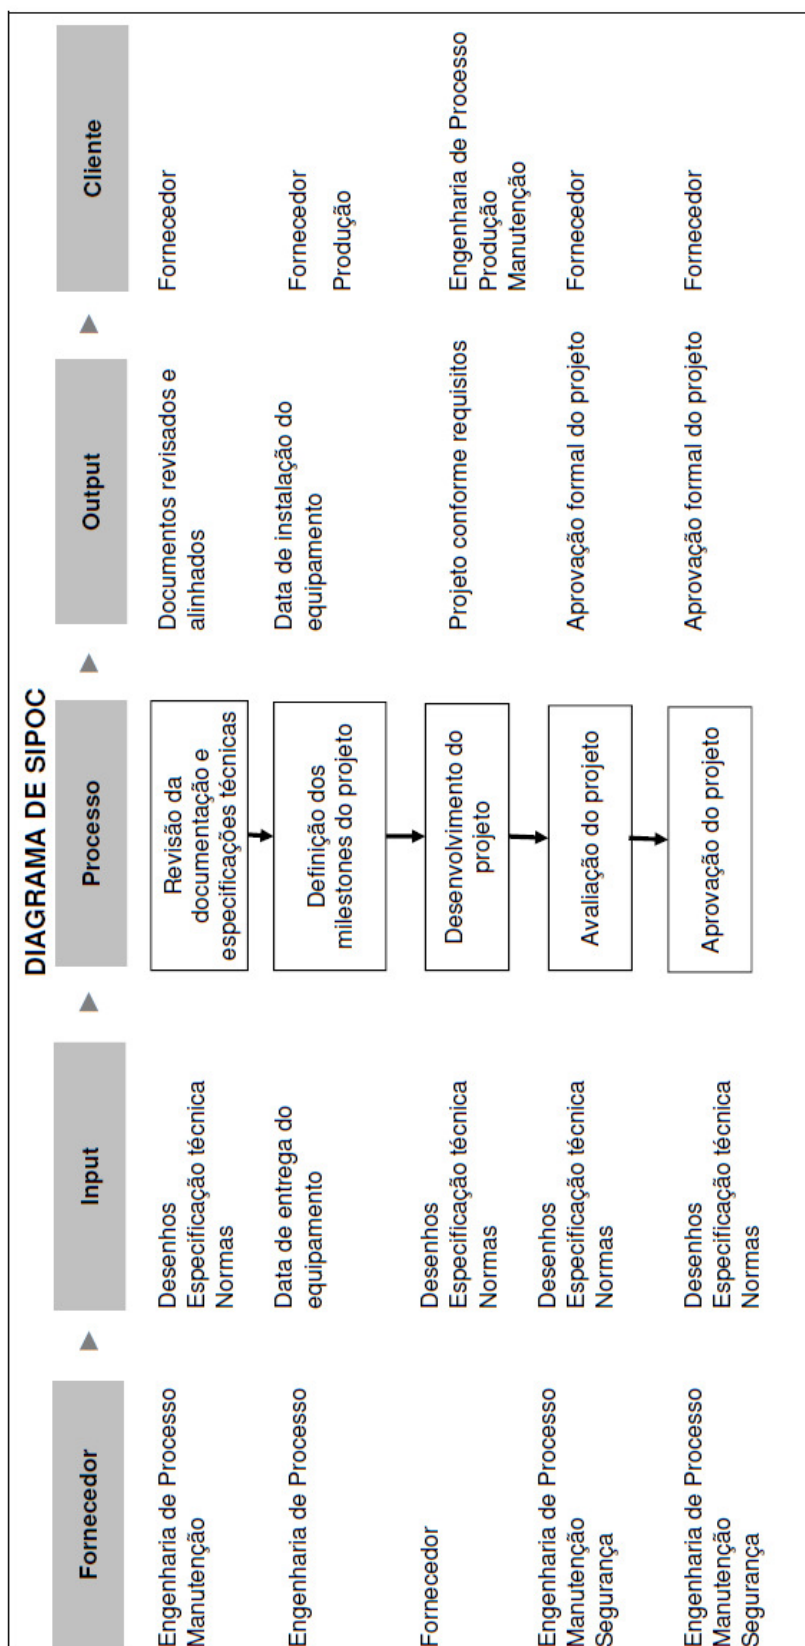 DIAGRAMA DE SIPOC
Fornecedor
Input
Processo
Output
Cliente
Engenharia de Processo
Manutenção
Desenhos
Especificação técnica
Normas
Revisão da
documentação e
especificações técnicas
Documentos revisados e
alinhados
Fornecedor
Engenharia de Processo
Data de entrega do
equipamento
Definição dos
milestones do projeto
Data de instalação do
equipamento
Fornecedor
Produção
Fornecedor
Desenhos
Especificação técnica
Normas
Desenvolvimento do
projeto
Projeto conforme requisitos
Engenharia de Processo
Produção
Manutenção
Engenharia de Processo
Manutenção
Segurança
Desenhos
Especificação técnica
Normas
Avaliação do projeto
Aprovação formal do projeto
Fornecedor
Engenharia de Processo
Manutenção
Segurança
Desenhos
Especificação técnica
Normas
Aprovação do projeto
Aprovação formal do projeto
Fornecedor